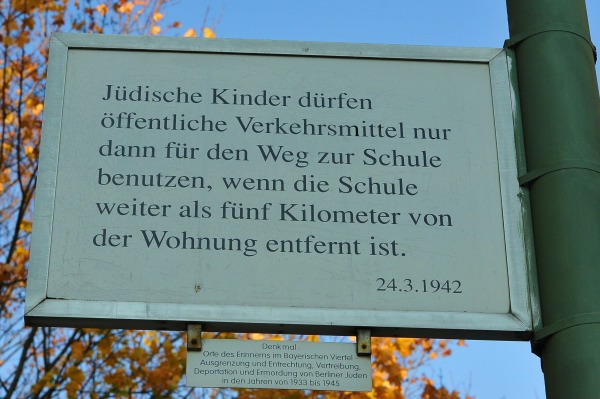 Jüdische Kinder dürfen
öffentliche Verkehrsmittel nur
dann für den Weg zur Schule
benutzen, wenn die Schule
weiter als fünf Kilometer von
der Wohnung entfernt ist.
24.3.1942
Denkmal
Orte des Erinnerns im Bayerischen Viertel
Ausgrenzung und Entrechtung, Vertreibung,
Deportation und Ermordung von Berliner Juden
in den Jahren von 1933 bis 1945